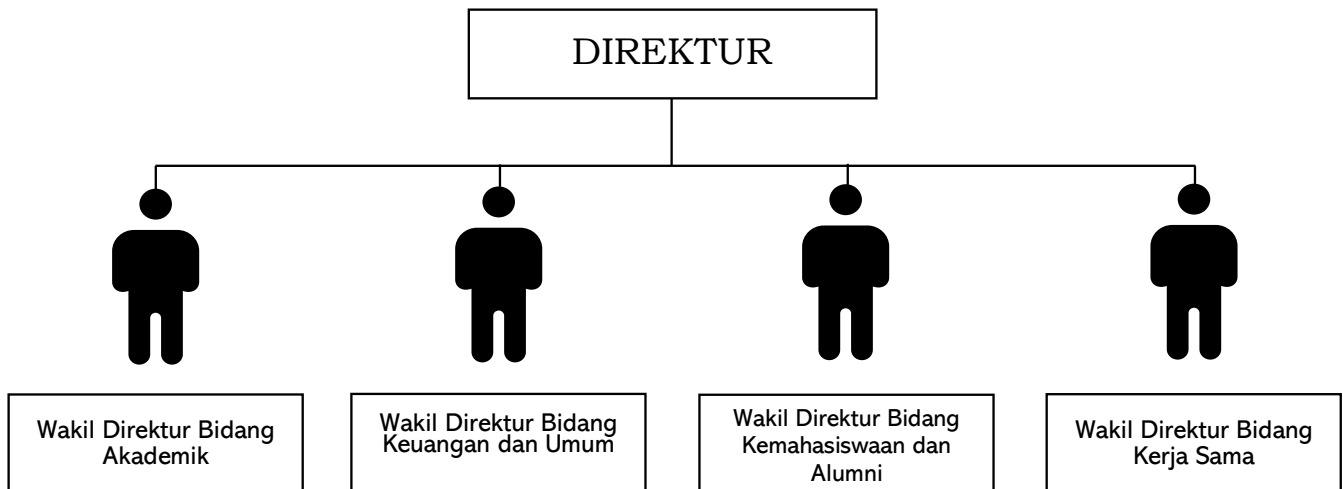 DIREKTUR
Wakil Direktur Bidang
Akademik
Wakil Direktur Bidang
Keuangan dan Umum
Wakil Direktur Bidang
Kemahasiswaan dan
Alumni
Wakil Direktur Bidang
Kerja Sama